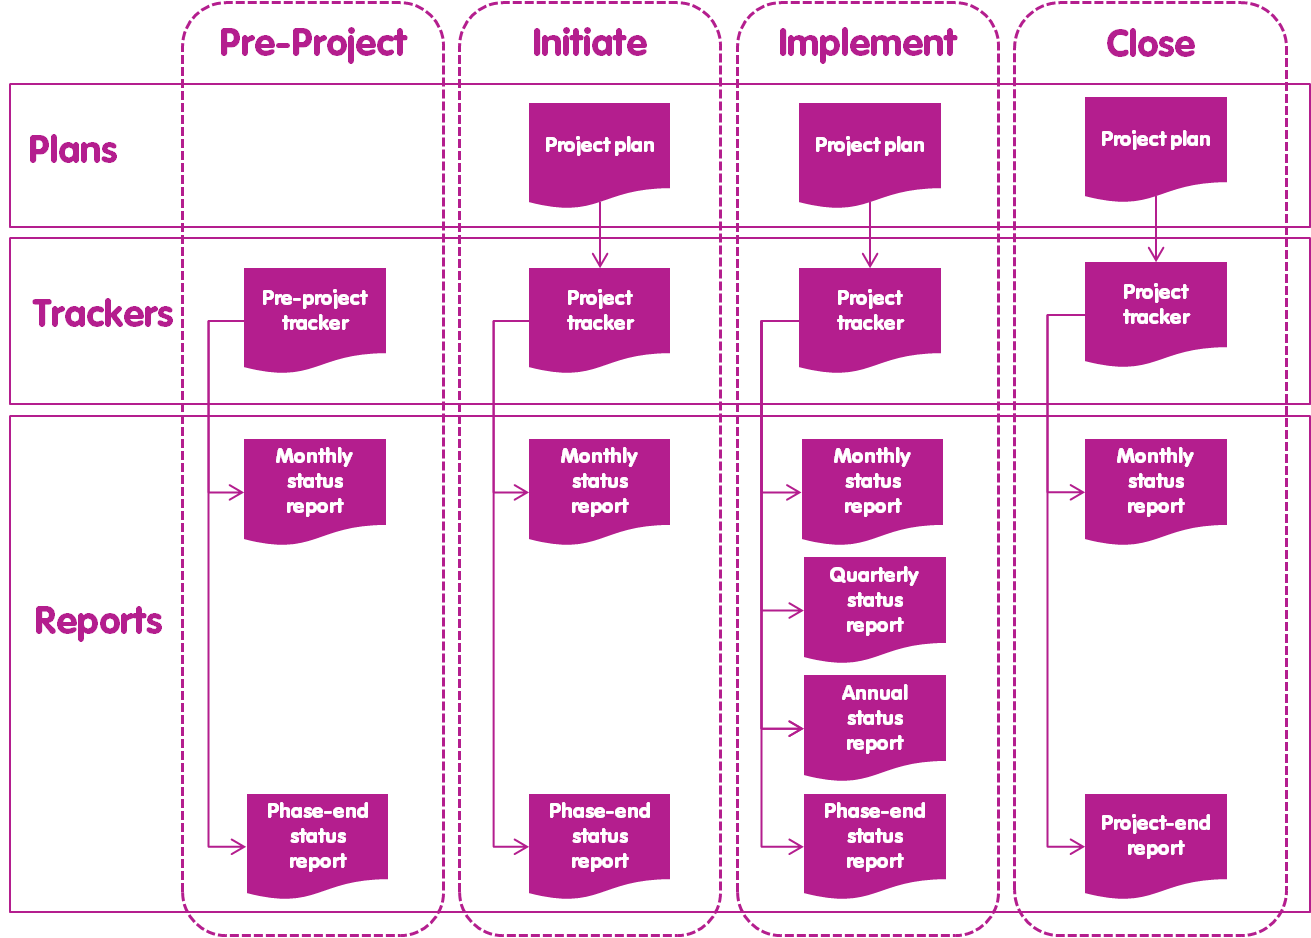 Pre-Project
Initiate
Implement
Close
Plans
Project plan
Project plan
Project plan
Trackers
Pre-project
tracker
Project
tracker
Project
tracker
Project
tracker
Reports
Monthly
status
report
Monthly
status
report
Monthly
status
report
Monthly
status
report
Quarterly
status
report
Annual
status
report
Phase-end
status
report
Phase-end
status
report
Phase-end
status
report
Project-end
report